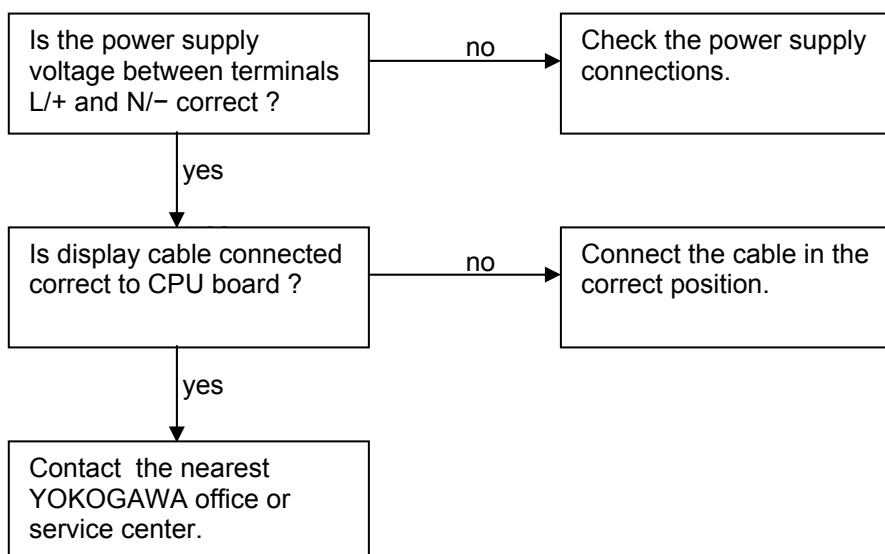 Is the power supply
voltage between terminals
L/+ and N/− correct ?
no
Check the power supply
connections.
yes
Is display cable connected
correct to CPU board ?
no
Connect the cable in the
correct position.
yes
Contact  the nearest
YOKOGAWA office or
service center.